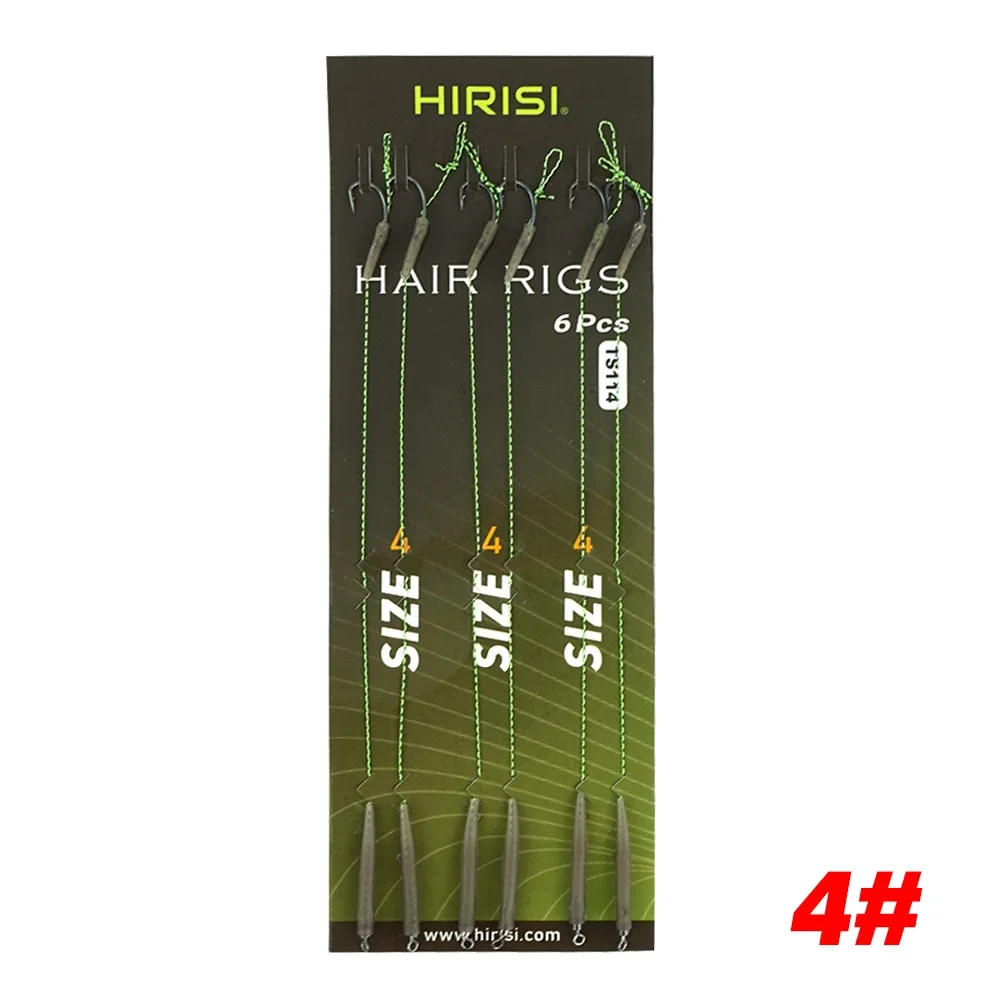 HIRISI®
HAIR RIGS
6 Pcs
TS114
4 4 4
SIZE SIZE SIZE
www.hirisi.com
4#